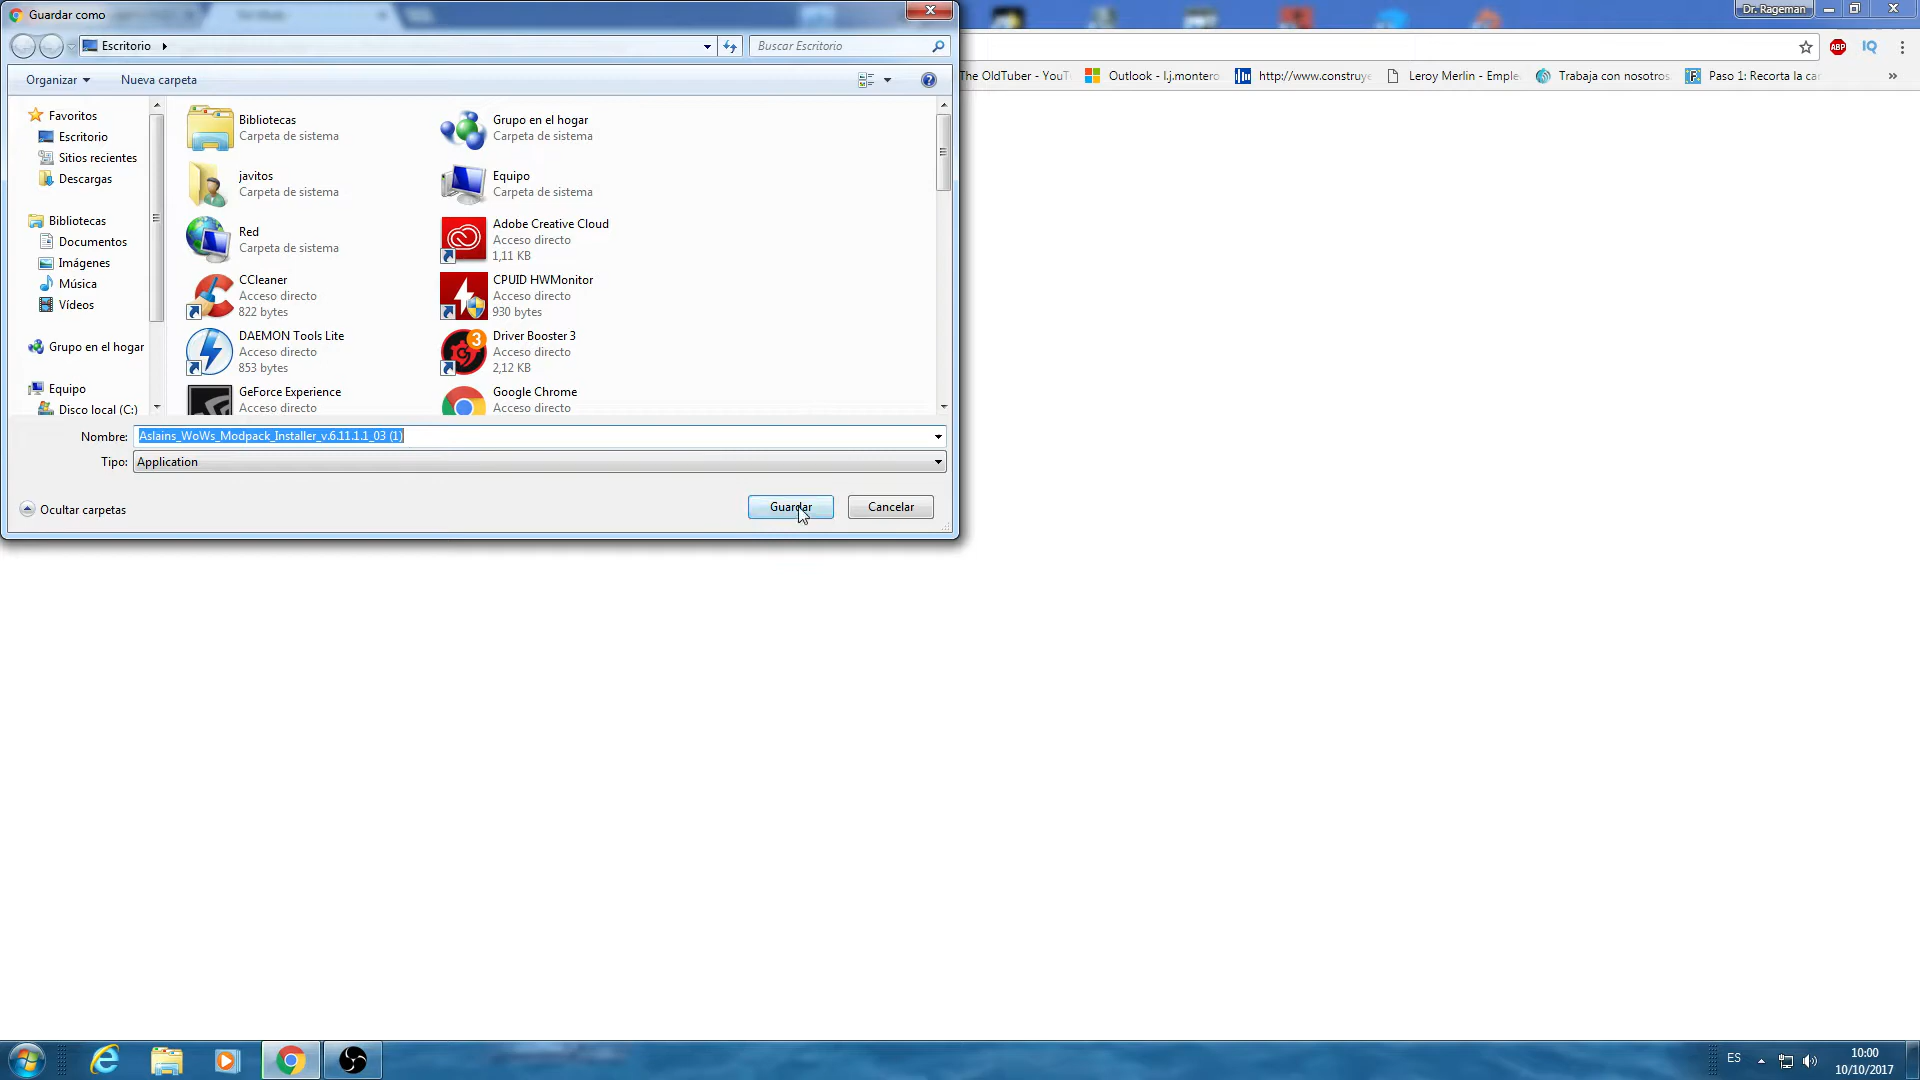 Guardar como
Dr. Rageman
Escritorio
Buscar Escritorio
ABP
IQ
Organizar
Nueva carpeta
The OldTuber - YouT
Outlook - l.j.montero
http://www.construye
Leroy Merlin - Emple
Trabaja con nosotros
Paso 1: Recorta la ca
»
Favoritos
Escritorio
Sitios recientes
Descargas
Bibliotecas
Documentos
Imágenes
Música
Vídeos
Grupo en el hogar
Equipo
Disco local (C:)
Bibliotecas
Carpeta de sistema
Grupo en el hogar
Carpeta de sistema
javitos
Carpeta de sistema
Equipo
Carpeta de sistema
Red
Carpeta de sistema
Adobe Creative Cloud
Acceso directo
1,11 KB
CCleaner
Acceso directo
822 bytes
CPUID HWMonitor
Acceso directo
930 bytes
DAEMON Tools Lite
Acceso directo
853 bytes
3
Driver Booster 3
Acceso directo
2,12 KB
GeForce Experience
Acceso directo
Google Chrome
Acceso directo
Nombre: Aslains_WoWs_Modpack_Installer_v.6.11.1.1_03 (1)
Tipo: Application
Ocultar carpetas
Guardar
Cancelar
ES
10:00
10/10/2017